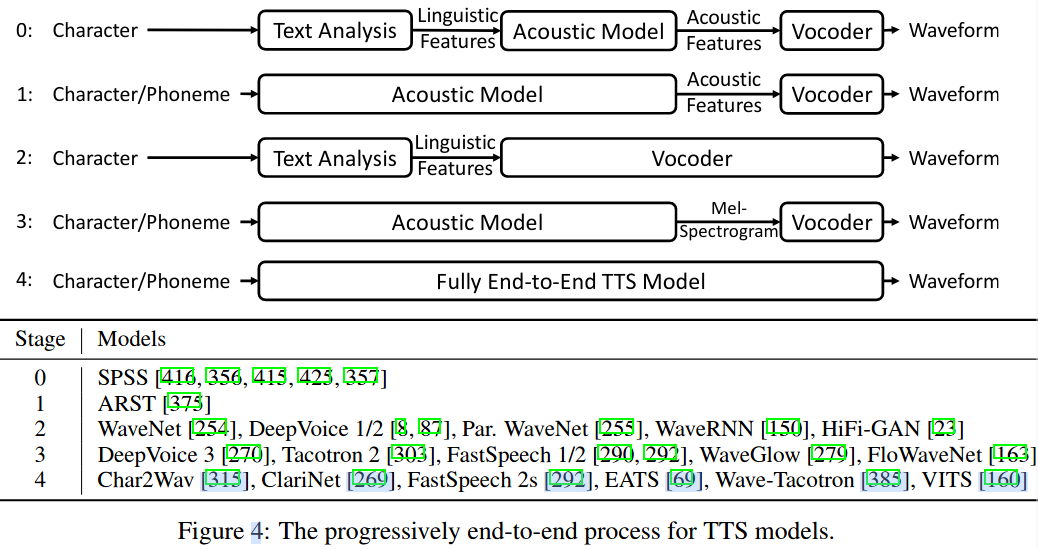 0: Character Text Analysis Linguistic Features Acoustic Model Acoustic Features Vocoder Waveform
1: Character/Phoneme Acoustic Model Acoustic Features Vocoder Waveform
2: Character Text Analysis Linguistic Features Vocoder Waveform
3: Character/Phoneme Acoustic Model Mel-Spectrogram Vocoder Waveform
4: Character/Phoneme Fully End-to-End TTS Model Waveform
Stage Models
0 SPSS [416, 356, 415, 425, 357]
1 ARST [375]
2 WaveNet [254], DeepVoice 1/2 [8, 87], Par. WaveNet [255], WaveRNN [150], HiFi-GAN [23]
3 DeepVoice 3 [270], Tacotron 2 [303], FastSpeech 1/2 [290, 292], WaveGlow [279], FloWaveNet [163]
4 Char2Wav [315], ClariNet [269], FastSpeech 2s [292], EATS [69], Wave-Tacotron [385], VITS [160]
Figure 4: The progressively end-to-end process for TTS models.